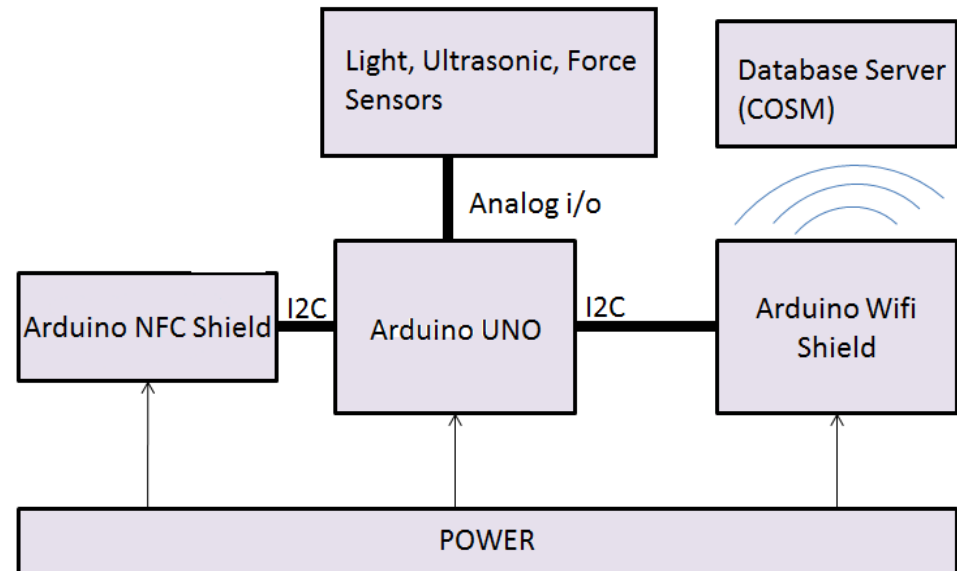 Light, Ultrasonic, Force
Sensors
Database Server
(COSM)
Analog i/o
Arduino NFC Shield
I2C
Arduino UNO
I2C
Arduino Wifi
Shield
POWER